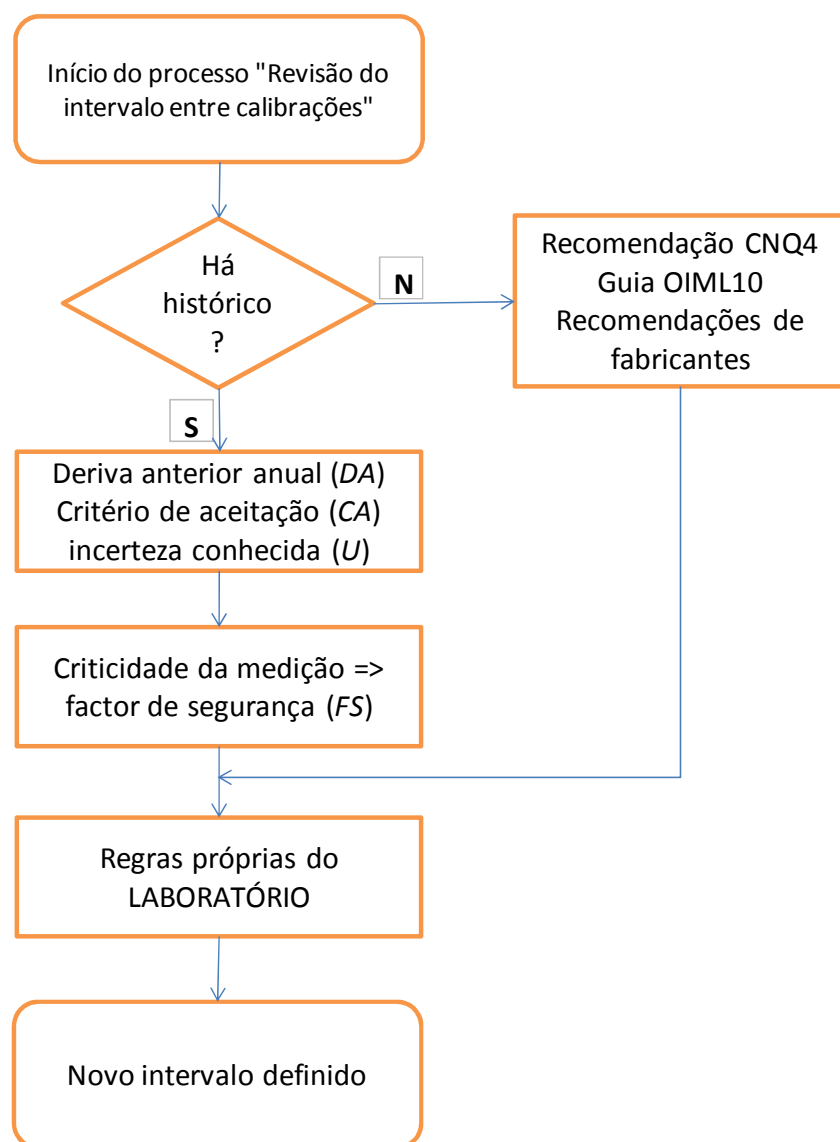 Início do processo "Revisão do
intervalo entre calibrações"
Há
histórico
?
N
Recomendação CNQ4
Guia OIML10
Recomendações de
fabricantes
S
Deriva anterior anual (DA)
Critério de aceitação (CA)
incerteza conhecida (U)
Criticidade da medição =>
factor de segurança (FS)
Regras próprias do
LABORATÓRIO
Novo intervalo definido